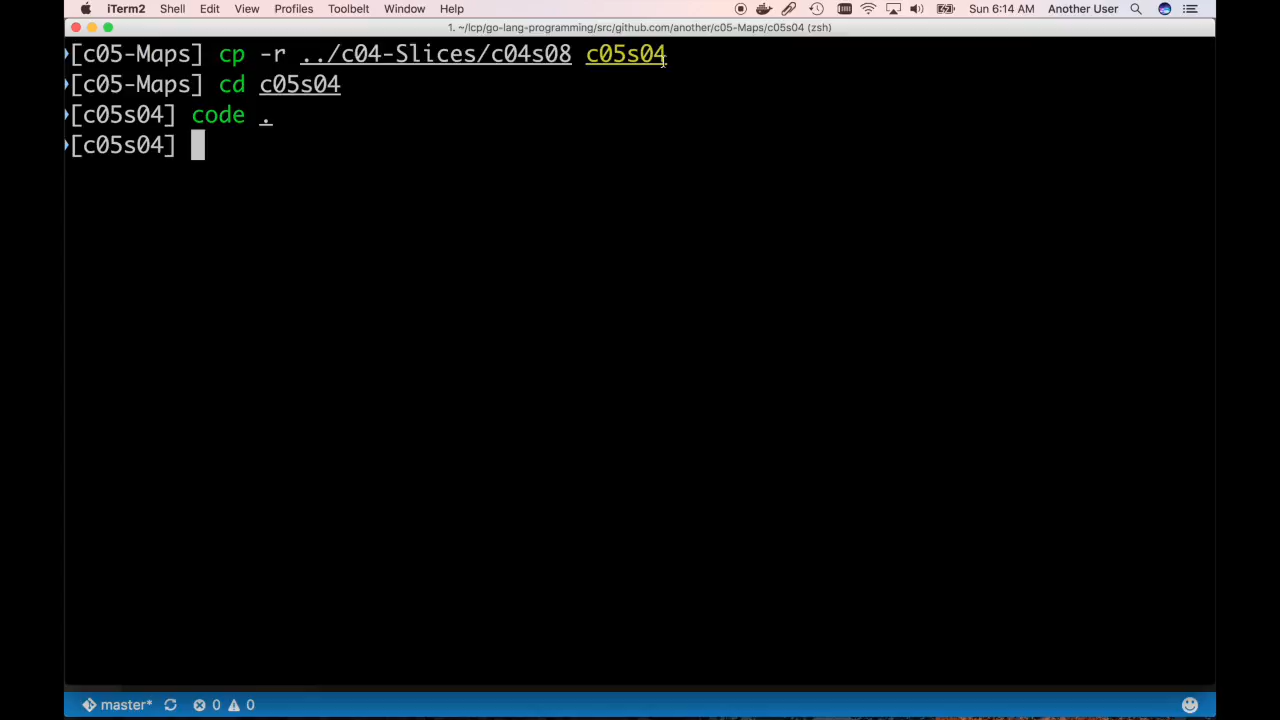 iTerm2 Shell Edit View Profiles Toolbelt Window Help Sun 6:14 AM Another User
1. ~/lcp/go-lang-programming/src/github.com/another/c05-Maps/c05s04 (zsh)
[c05-Maps] cp -r ../c04-Slices/c04s08 c05s04
[c05-Maps] cd c05s04
[c05s04] code .
[c05s04]
master* 0 0